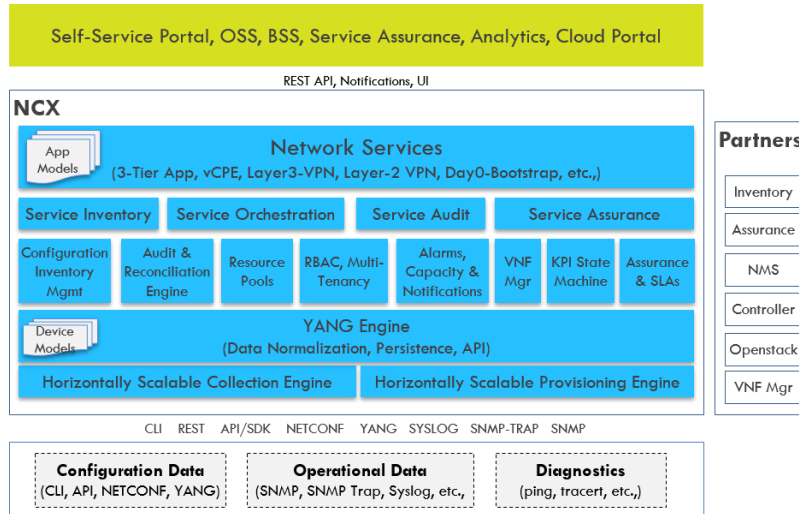 Self-Service Portal, OSS, BSS, Service Assurance, Analytics, Cloud Portal
REST API, Notifications, UI
NCX
App
Models
Network Services
(3-Tier App, vCPE, Layer3-VPN, Layer-2 VPN, Day0-Bootstrap, etc.,)
Service Inventory
Service Orchestration
Service Audit
Service Assurance
Configuration
Inventory
Mgmt
Audit &
Reconciliation
Engine
Resource
Pools
RBAC, Multi-
Tenancy
Alarms,
Capacity &
Notifications
VNF
Mgr
KPI State
Machine
Assurance
& SLAs
Device
Models
YANG Engine
(Data Normalization, Persistence, API)
Horizontally Scalable Collection Engine
Horizontally Scalable Provisioning Engine
Partners
Inventory
Assurance
NMS
Controller
Openstack
VNF Mgr
CLI REST API/SDK NETCONF YANG SYSLOG SNMP-TRAP SNMP
Configuration Data
(CLI, API, NETCONF, YANG)
Operational Data
(SNMP, SNMP Trap, Syslog, etc.,
Diagnostics
(ping, tracert, etc.,)